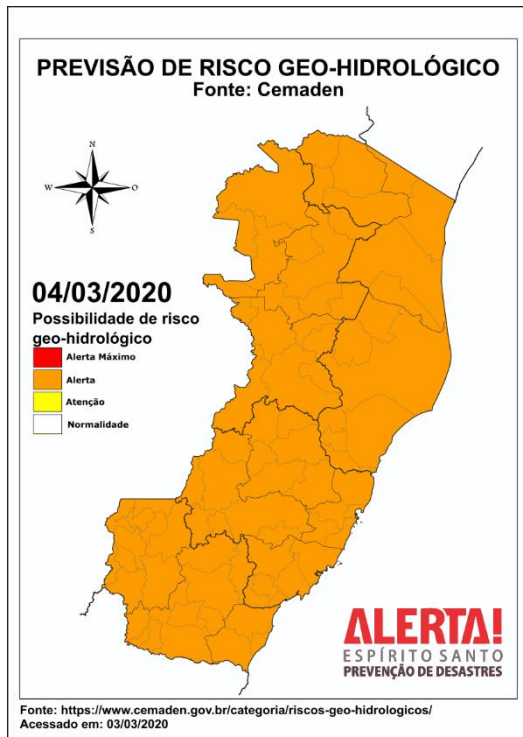 PREVISÃO DE RISCO GEO-HIDROLÓGICO
Fonte: Cemaden
N
W
O
S
04/03/2020
Possibilidade de risco
geo-hidrológico
Alerta Máximo
Alerta
Atenção
Normalidade
ALERTA!
ESPÍRITO SANTO
PREVENÇÃO DE DESASTRES
Fonte: https://www.cemaden.gov.br/categoria/riscos-geo-hidrologicos/
Acessado em: 03/03/2020